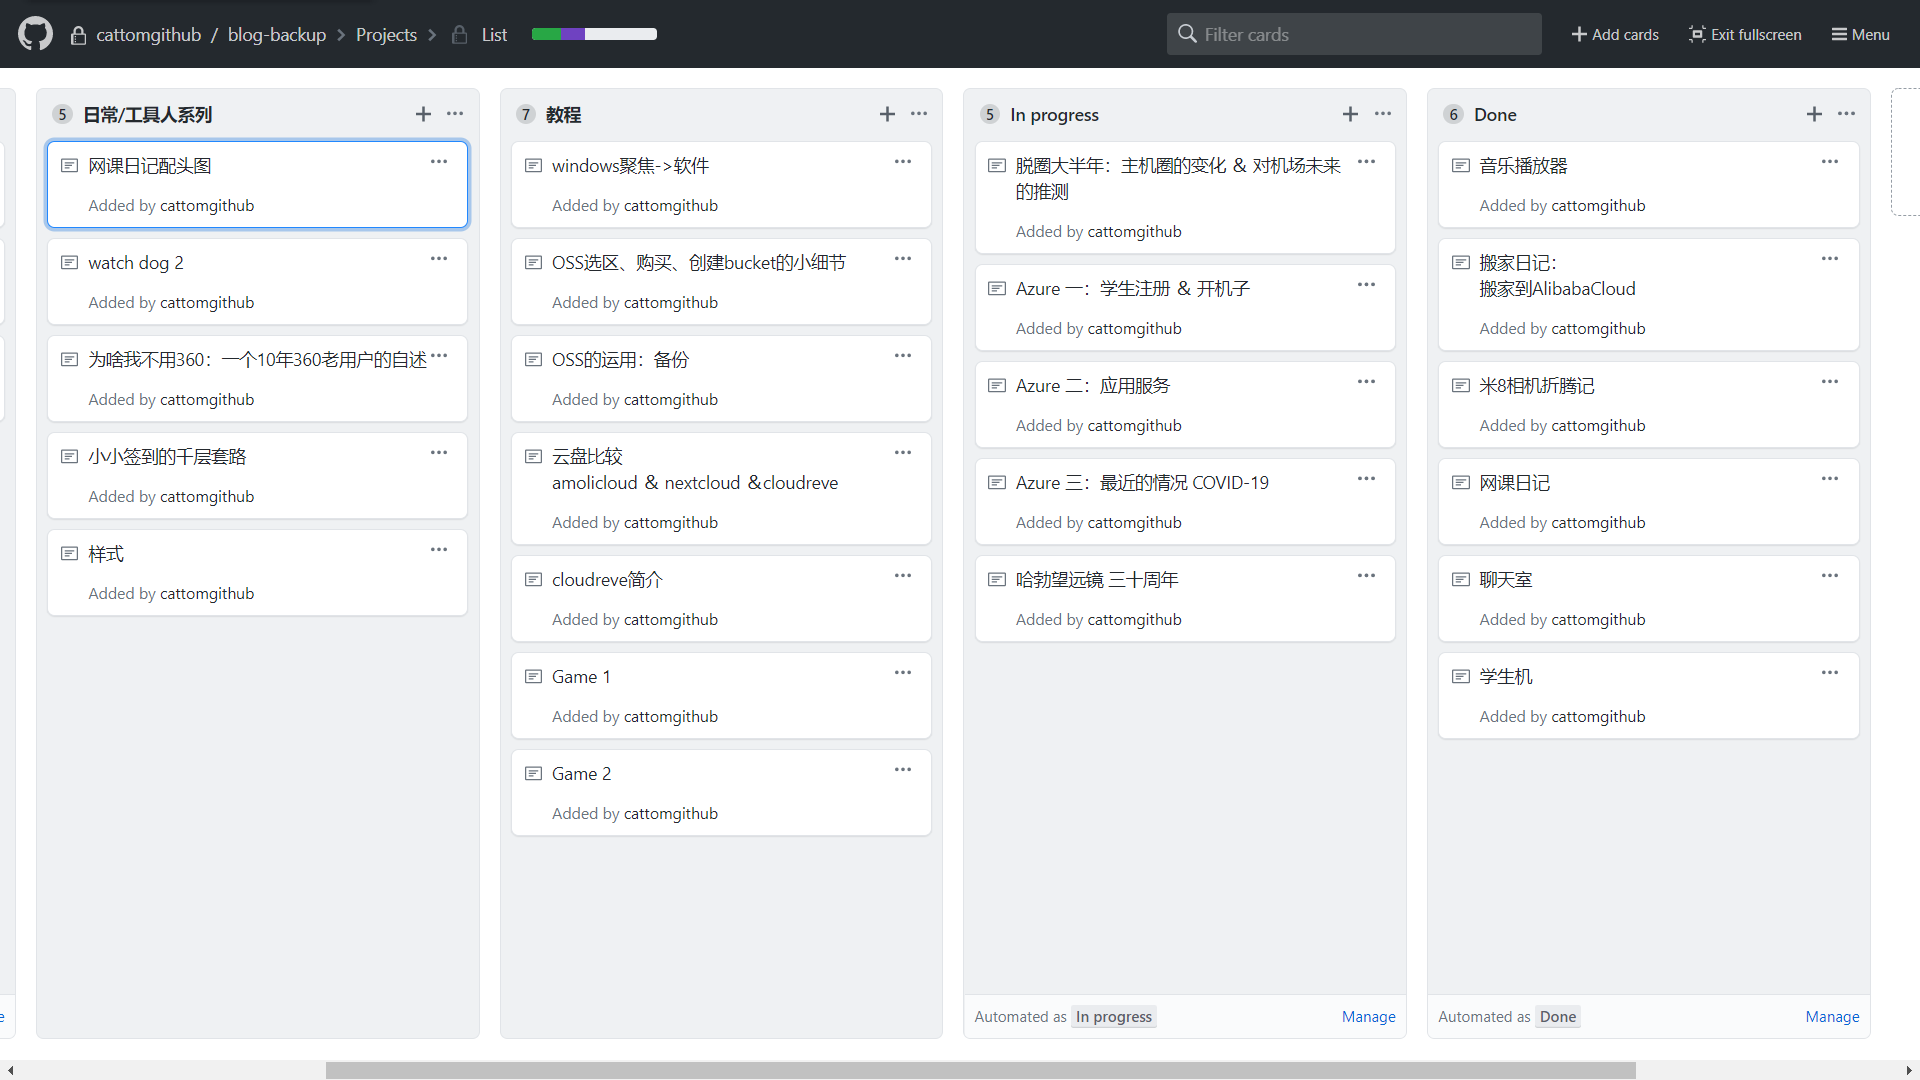 cattomgithub / blog-backup > Projects > List
Filter cards
Add cards
Exit fullscreen
Menu
5 日常/工具人系列
网课日记配头图
Added by cattomgithub
watch dog 2
Added by cattomgithub
为啥我不用360：一个10年360老用户的自述
Added by cattomgithub
小小签到的千层套路
Added by cattomgithub
样式
Added by cattomgithub
7 教程
windows聚焦->软件
Added by cattomgithub
OSS选区、购买、创建bucket的小细节
Added by cattomgithub
OSS的运用：备份
Added by cattomgithub
云盘比较
amolicloud & nextcloud &cloudreve
Added by cattomgithub
cloudreve简介
Added by cattomgithub
Game 1
Added by cattomgithub
Game 2
Added by cattomgithub
5 In progress
脱圈大半年：主机圈的变化 & 对机场未来
的推测
Added by cattomgithub
Azure 一：学生注册 & 开机子
Added by cattomgithub
Azure 二：应用服务
Added by cattomgithub
Azure 三：最近的情况 COVID-19
Added by cattomgithub
哈勃望远镜 三十周年
Added by cattomgithub
Automated as In progress
Manage
6 Done
音乐播放器
Added by cattomgithub
搬家日记：
搬家到AlibabaCloud
Added by cattomgithub
米8相机折腾记
Added by cattomgithub
网课日记
Added by cattomgithub
聊天室
Added by cattomgithub
学生机
Added by cattomgithub
Automated as Done
Manage